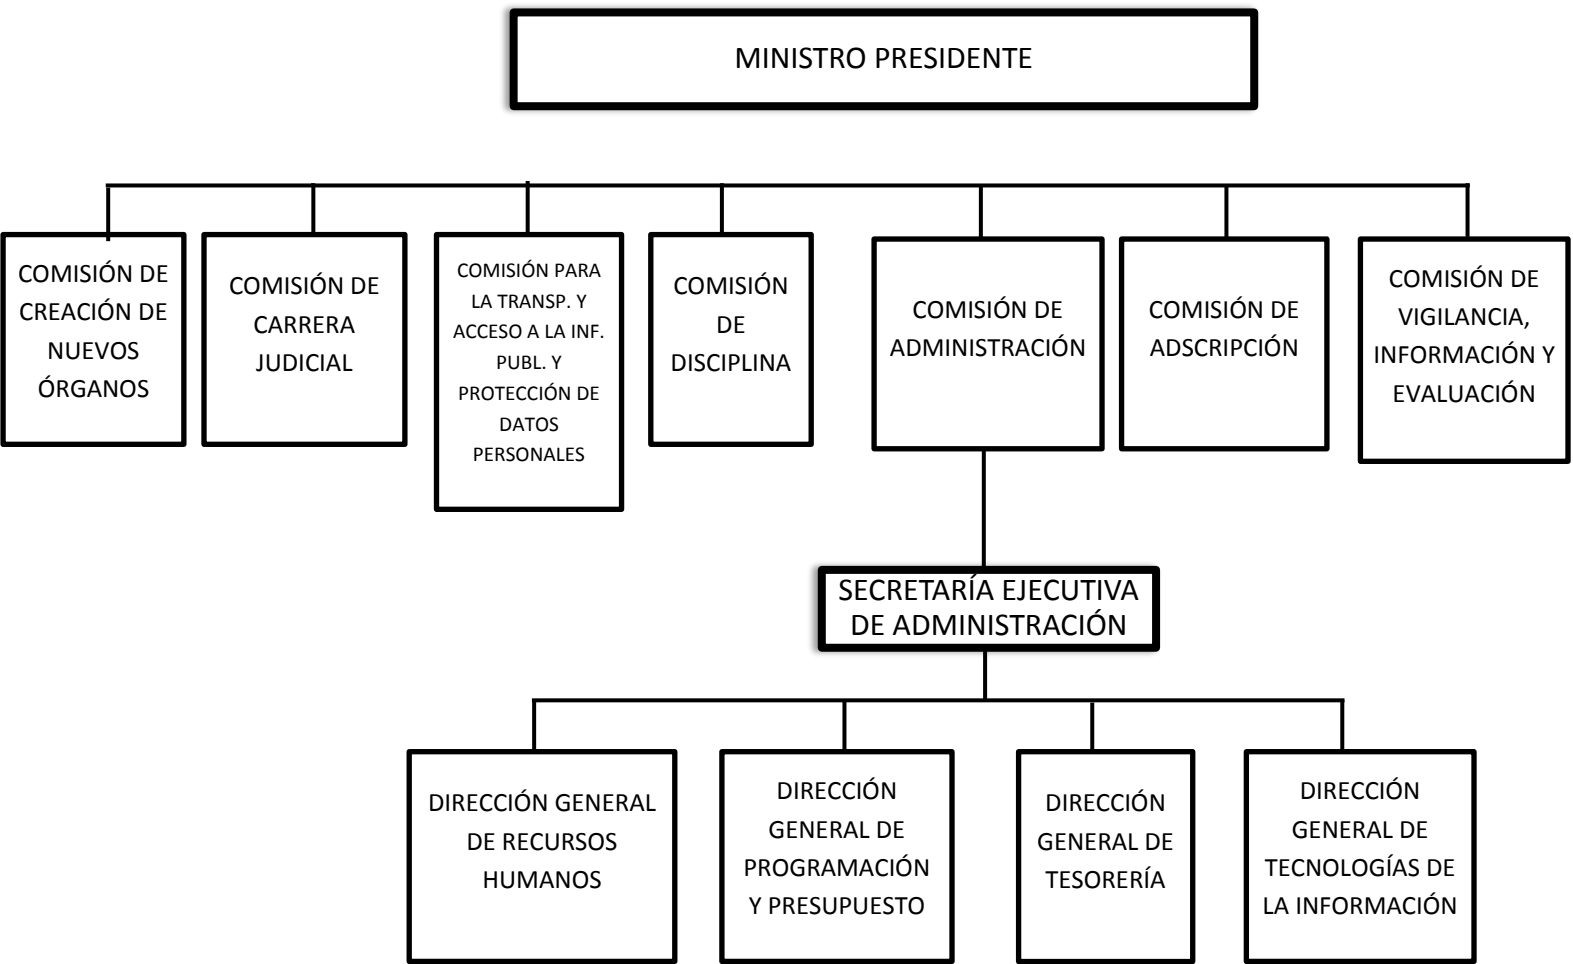 MINISTRO PRESIDENTE
COMISIÓN DE
CREACIÓN DE
NUEVOS
ÓRGANOS
COMISIÓN DE
CARRERA
JUDICIAL
COMISIÓN PARA
LA TRANSP. Y
ACCESO A LA INF.
PUBL. Y
PROTECCIÓN DE
DATOS
PERSONALES
COMISIÓN
DE
DISCIPLINA
COMISIÓN DE
ADMINISTRACIÓN
COMISIÓN DE
ADSCRIPCIÓN
COMISIÓN DE
VIGILANCIA,
INFORMACIÓN Y
EVALUACIÓN
SECRETARÍA EJECUTIVA
DE ADMINISTRACIÓN
DIRECCIÓN GENERAL
DE RECURSOS
HUMANOS
DIRECCIÓN
GENERAL DE
PROGRAMACIÓN
Y PRESUPUESTO
DIRECCIÓN
GENERAL DE
TESORERÍA
DIRECCIÓN
GENERAL DE
TECNOLOGÍAS DE
LA INFORMACIÓN